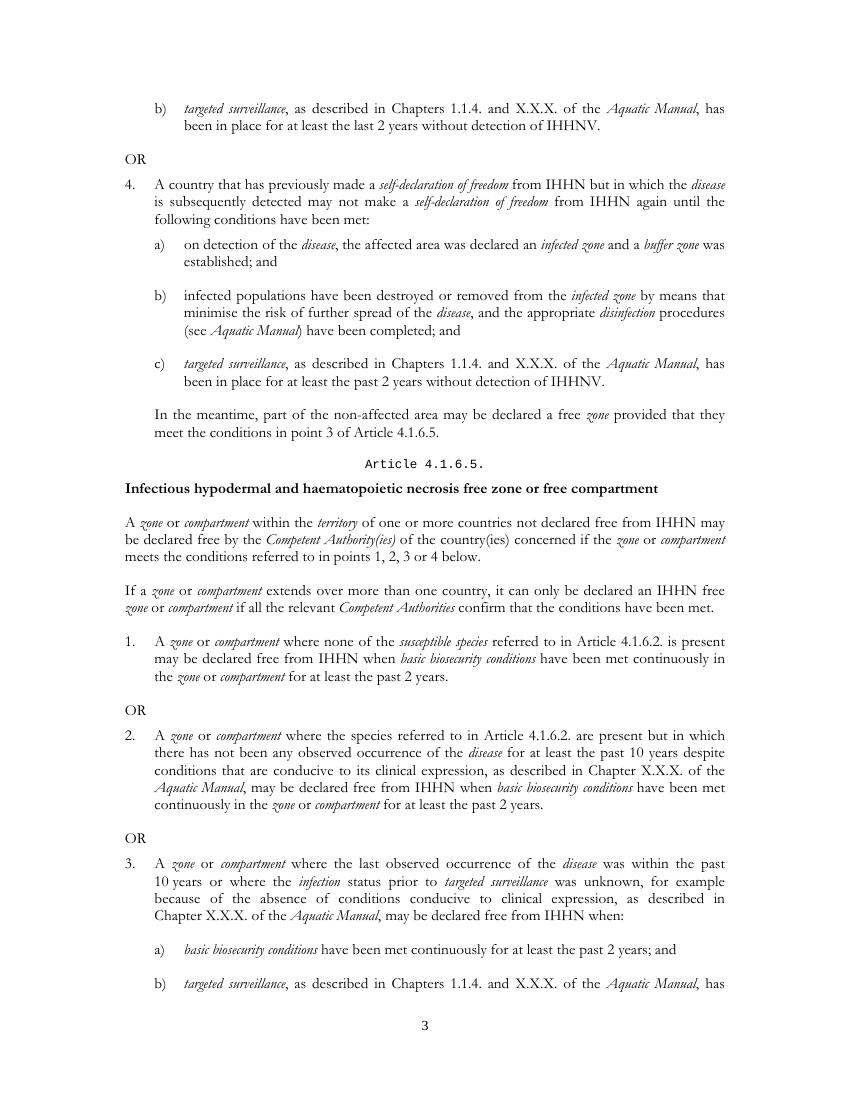 b) targeted surveillance, as described in Chapters 1.1.4. and X.X.X. of the Aquatic Manual, has
been in place for at least the last 2 years without detection of IHHNV.
OR
4. A country that has previously made a self-declaration of freedom from IHHN but in which the disease
is subsequently detected may not make a self-declaration of freedom from IHHN again until the
following conditions have been met:
a) on detection of the disease, the affected area was declared an infected zone and a buffer zone was
established; and
b) infected populations have been destroyed or removed from the infected zone by means that
minimise the risk of further spread of the disease, and the appropriate disinfection procedures
(see Aquatic Manual) have been completed; and
c) targeted surveillance, as described in Chapters 1.1.4. and X.X.X. of the Aquatic Manual, has
been in place for at least the past 2 years without detection of IHHNV.
In the meantime, part of the non-affected area may be declared a free zone provided that they
meet the conditions in point 3 of Article 4.1.6.5.
Article 4.1.6.5.
Infectious hypodermal and haematopoietic necrosis free zone or free compartment
A zone or compartment within the territory of one or more countries not declared free from IHHN may
be declared free by the Competent Authority(ies) of the country(ies) concerned if the zone or compartment
meets the conditions referred to in points 1, 2, 3 or 4 below.
If a zone or compartment extends over more than one country, it can only be declared an IHHN free
zone or compartment if all the relevant Competent Authorities confirm that the conditions have been met.
1. A zone or compartment where none of the susceptible species referred to in Article 4.1.6.2. is present
may be declared free from IHHN when basic biosecurity conditions have been met continuously in
the zone or compartment for at least the past 2 years.
OR
2. A zone or compartment where the species referred to in Article 4.1.6.2. are present but in which
there has not been any observed occurrence of the disease for at least the past 10 years despite
conditions that are conducive to its clinical expression, as described in Chapter X.X.X. of the
Aquatic Manual, may be declared free from IHHN when basic biosecurity conditions have been met
continuously in the zone or compartment for at least the past 2 years.
OR
3. A zone or compartment where the last observed occurrence of the disease was within the past
10 years or where the infection status prior to targeted surveillance was unknown, for example
because of the absence of conditions conducive to clinical expression, as described in
Chapter X.X.X. of the Aquatic Manual, may be declared free from IHHN when:
a) basic biosecurity conditions have been met continuously for at least the past 2 years; and
b) targeted surveillance, as described in Chapters 1.1.4. and X.X.X. of the Aquatic Manual, has
3